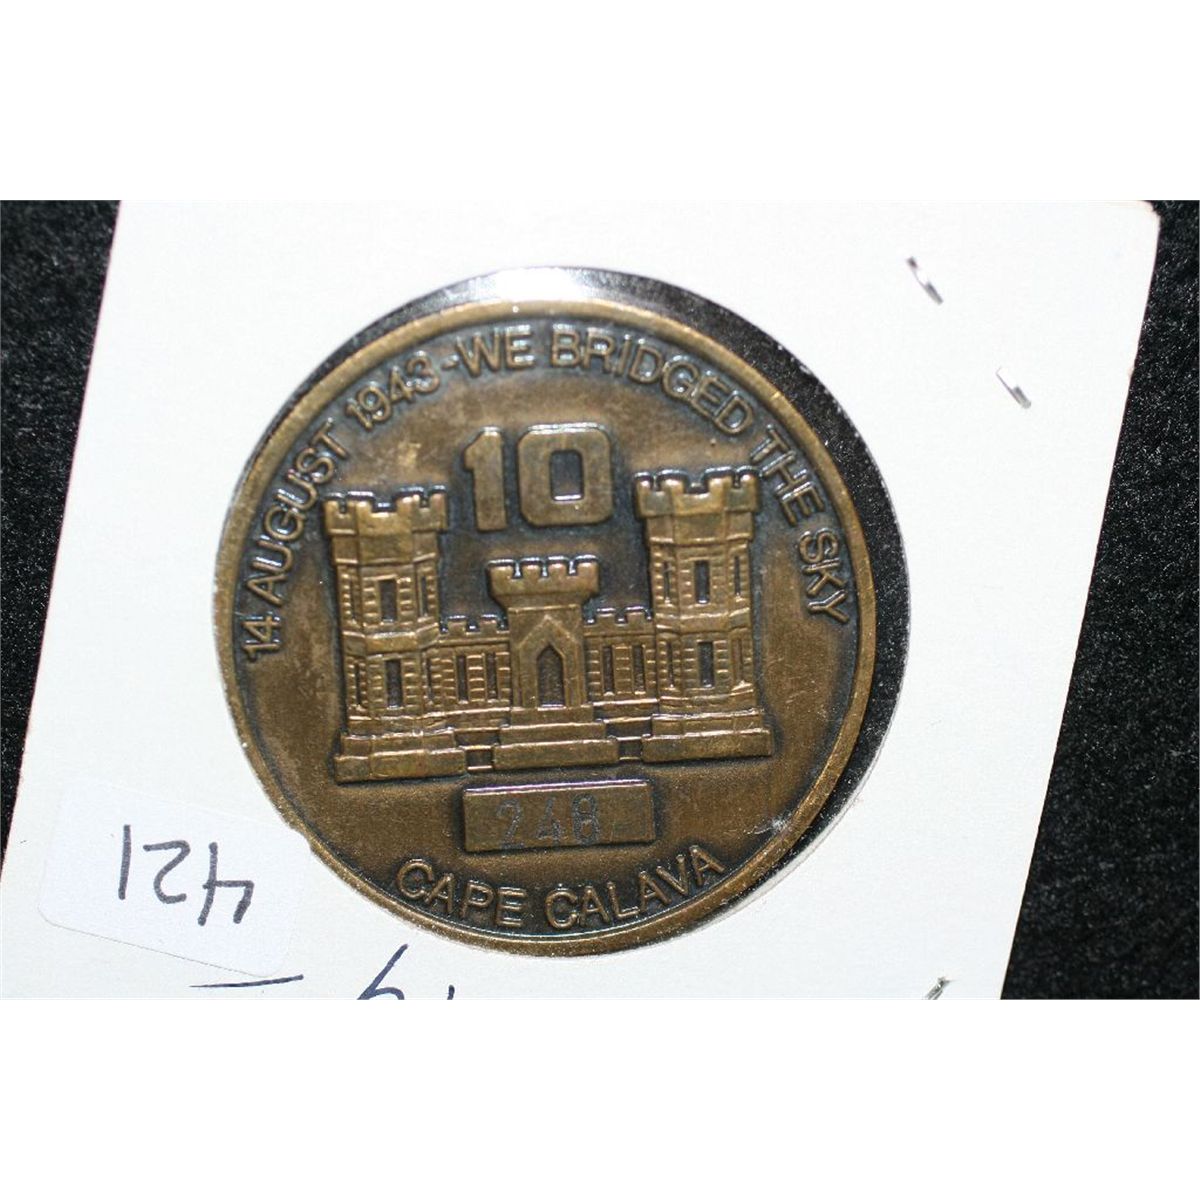 14 AUGUST 1943-WE BRIDGED THE SKY
10
248
CAPE CALAVA
421